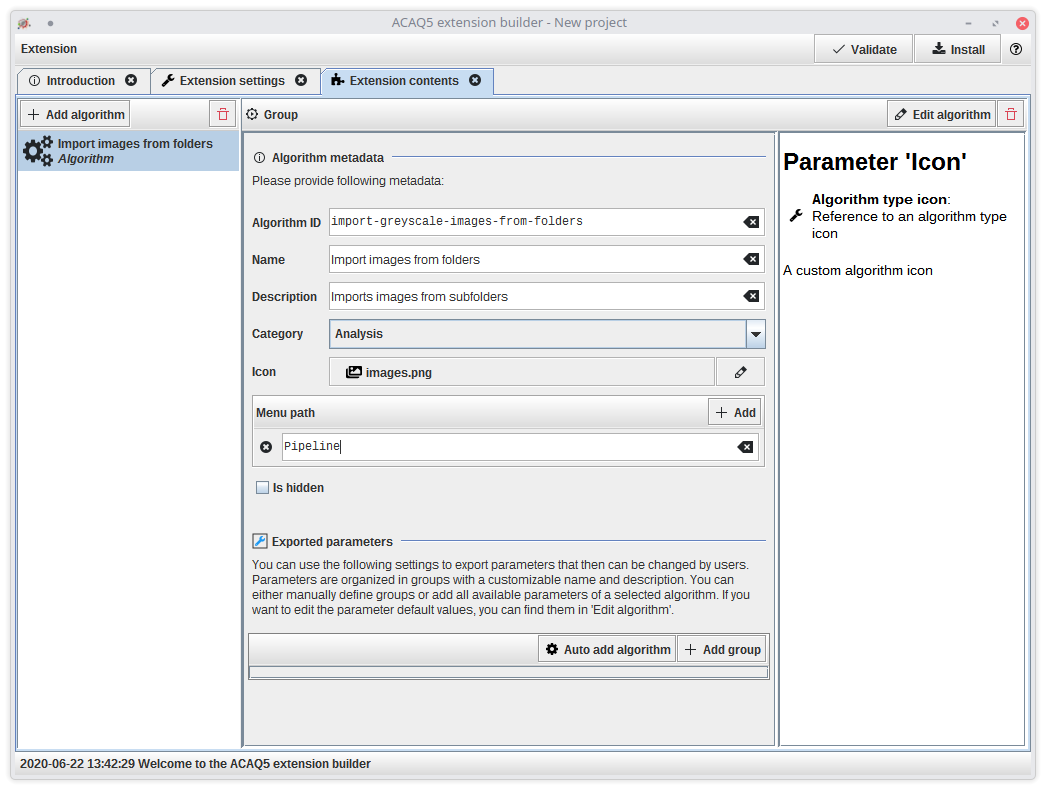 ACAQ5 extension builder - New project
Extension
Validate
Install
Introduction
Extension settings
Extension contents
Add algorithm
Group
Edit algorithm
Import images from folders
Algorithm
Algorithm metadata
Please provide following metadata:
Algorithm ID
import-greyscale-images-from-folders
Name
Import images from folders
Description
Imports images from subfolders
Category
Analysis
Icon
images.png
Menu path
Add
Pipeline
Is hidden
Exported parameters
You can use the following settings to export parameters that then can be changed by users.
Parameters are organized in groups with a customizable name and description. You can
either manually define groups or add all available parameters of a selected algorithm. If you
want to edit the parameter default values, you can find them in 'Edit algorithm'.
Auto add algorithm
Add group
Parameter 'Icon'
Algorithm type icon:
Reference to an algorithm type
icon
A custom algorithm icon
2020-06-22 13:42:29 Welcome to the ACAQ5 extension builder